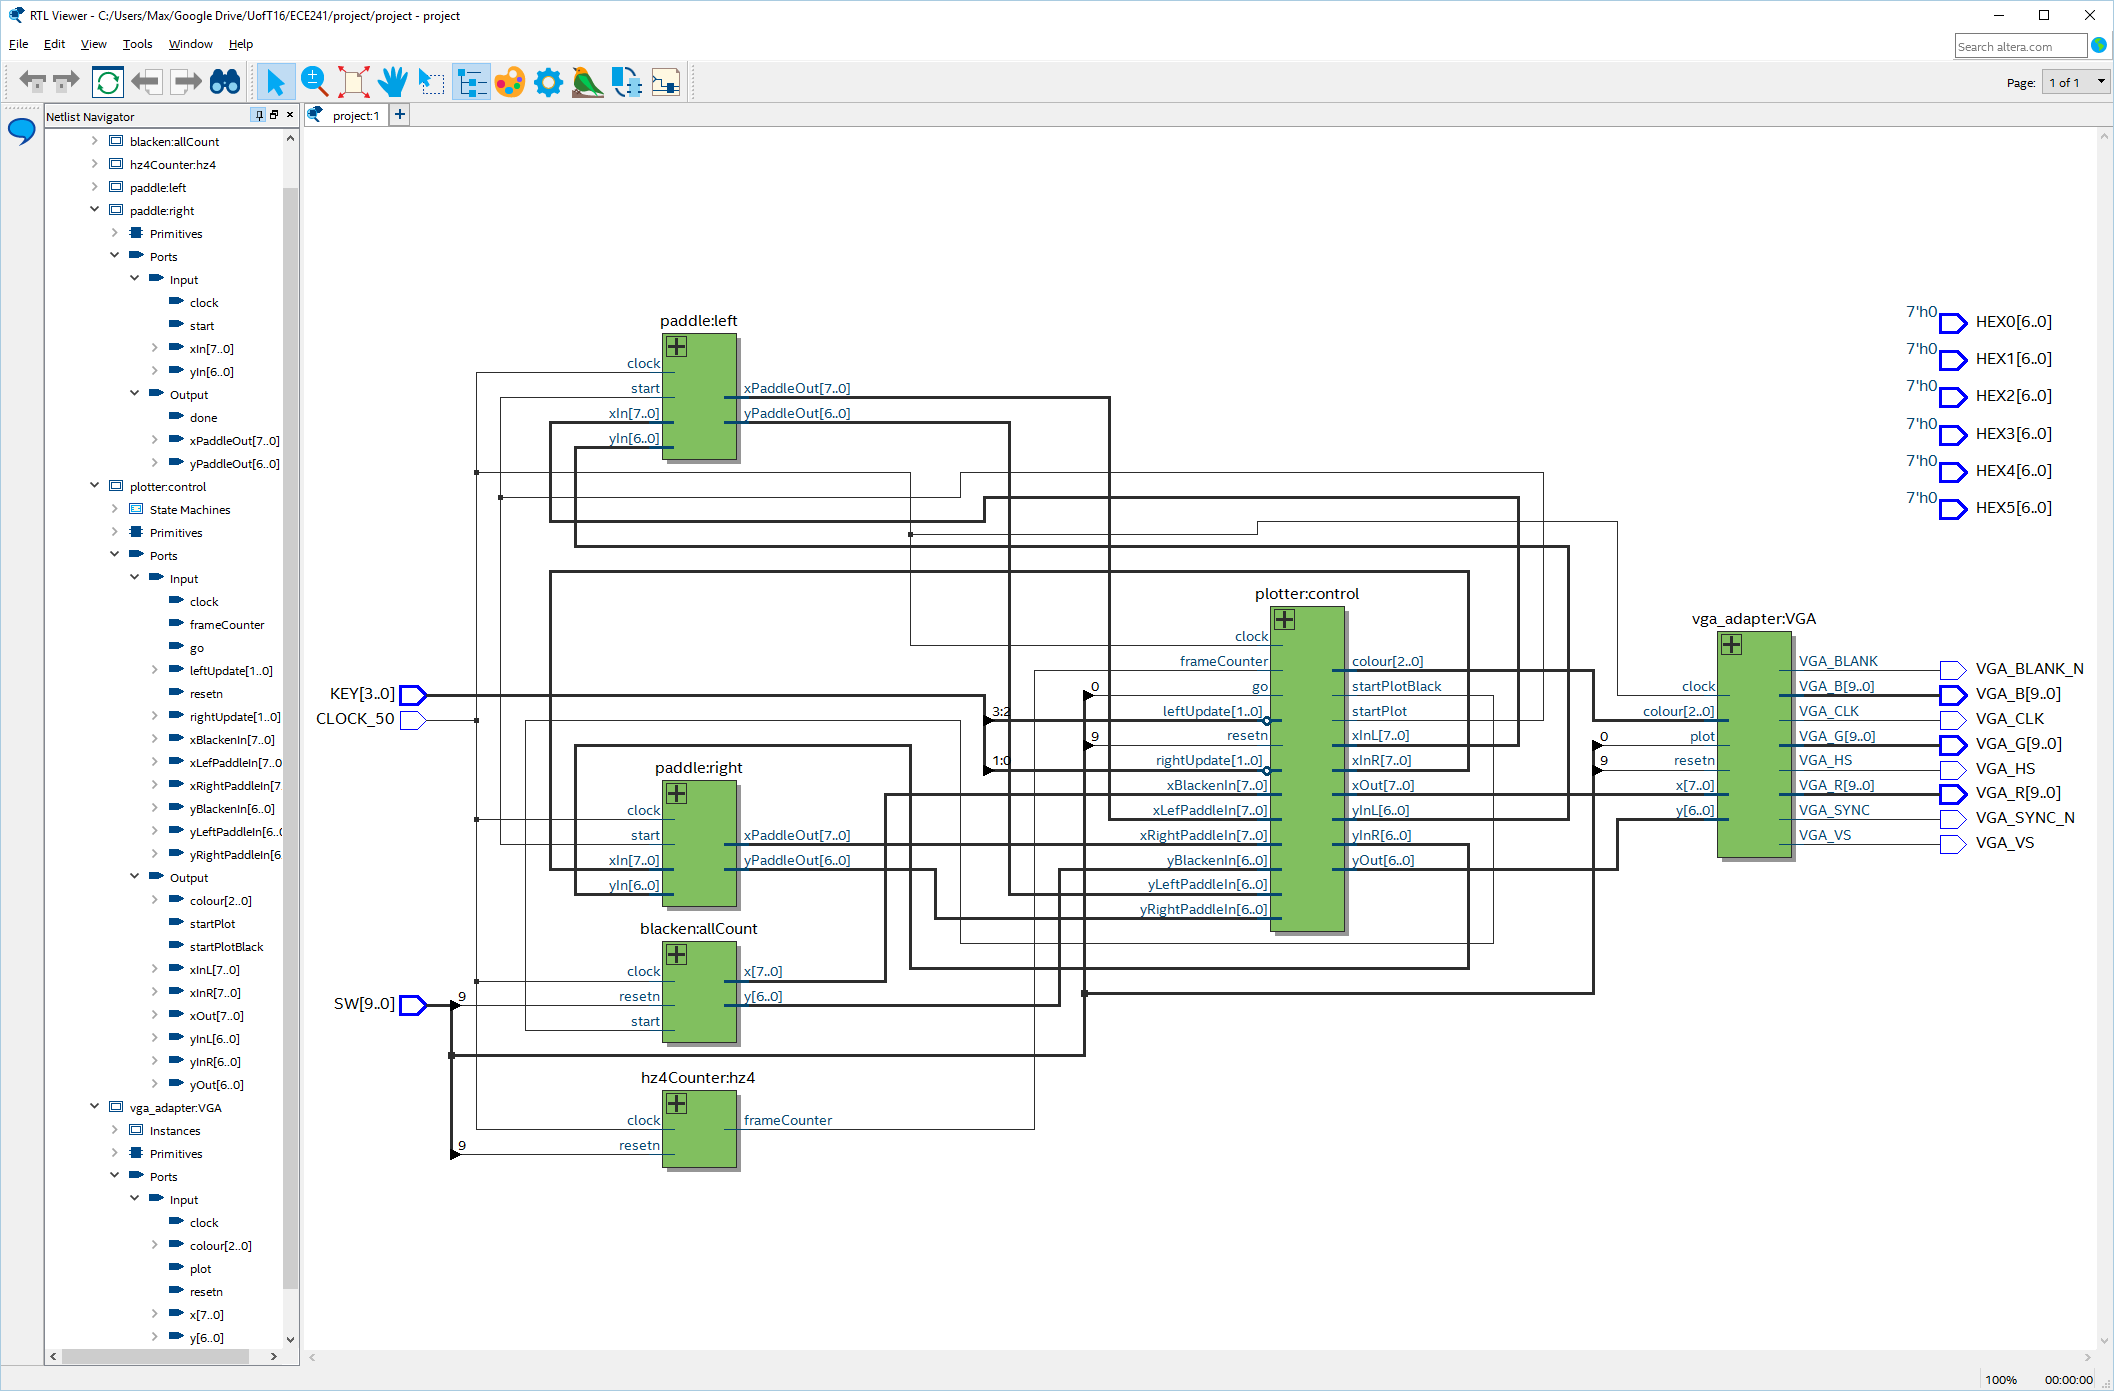 RTL Viewer - C:/Users/Max/Google Drive/UofT16/ECE241/project/project - project
File Edit View Tools Window Help
Search altera.com
Page: 1 of 1
Netlist Navigator
project:1
blacken:allCount
hz4Counter:hz4
paddle:left
paddle:right
Primitives
Ports
Input
clock
start
xIn[7..0]
yIn[6..0]
Output
done
xPaddleOut[7..0]
yPaddleOut[6..0]
plotter:control
State Machines
Primitives
Ports
Input
clock
frameCounter
go
leftUpdate[1..0]
resetn
rightUpdate[1..0]
xBlackenIn[7..0]
xLefPaddleIn[7..0
xRightPaddleIn[7
yBlackenIn[6..0]
yLeftPaddleIn[6..0
yRightPaddleIn[6
Output
colour[2..0]
startPlot
startPlotBlack
xInL[7..0]
xInR[7..0]
xOut[7..0]
yInL[6..0]
yInR[6..0]
yOut[6..0]
vga_adapter:VGA
Instances
Primitives
Ports
Input
clock
colour[2..0]
plot
resetn
x[7..0]
y[6..0]
KEY[3..0]
CLOCK_50
SW[9..0]
9
9
paddle:left
clock
start
xIn[7..0]
yIn[6..0]
xPaddleOut[7..0]
yPaddleOut[6..0]
paddle:right
clock
start
xIn[7..0]
yIn[6..0]
xPaddleOut[7..0]
yPaddleOut[6..0]
blacken:allCount
clock
resetn
start
x[7..0]
y[6..0]
hz4Counter:hz4
clock
resetn
frameCounter
3:2
1:0
0
9
plotter:control
clock
frameCounter
go
leftUpdate[1..0]
resetn
rightUpdate[1..0]
xBlackenIn[7..0]
xLefPaddleIn[7..0]
xRightPaddleIn[7..0]
yBlackenIn[6..0]
yLeftPaddleIn[6..0]
yRightPaddleIn[6..0]
colour[2..0]
startPlotBlack
startPlot
xInL[7..0]
xInR[7..0]
xOut[7..0]
yInL[6..0]
yInR[6..0]
yOut[6..0]
0
9
vga_adapter:VGA
clock
colour[2..0]
plot
resetn
x[7..0]
y[6..0]
VGA_BLANK
VGA_B[9..0]
VGA_CLK
VGA_G[9..0]
VGA_HS
VGA_R[9..0]
VGA_SYNC
VGA_VS
VGA_BLANK_N
VGA_B[9..0]
VGA_CLK
VGA_G[9..0]
VGA_HS
VGA_R[9..0]
VGA_SYNC_N
VGA_VS
7'h0 HEX0[6..0]
7'h0 HEX1[6..0]
7'h0 HEX2[6..0]
7'h0 HEX3[6..0]
7'h0 HEX4[6..0]
7'h0 HEX5[6..0]
100% 00:00:00